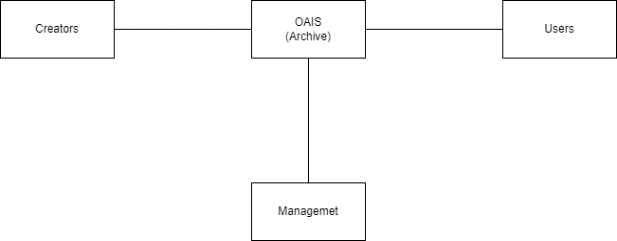 Creators
OAIS
(Archive)
Users
Managemet